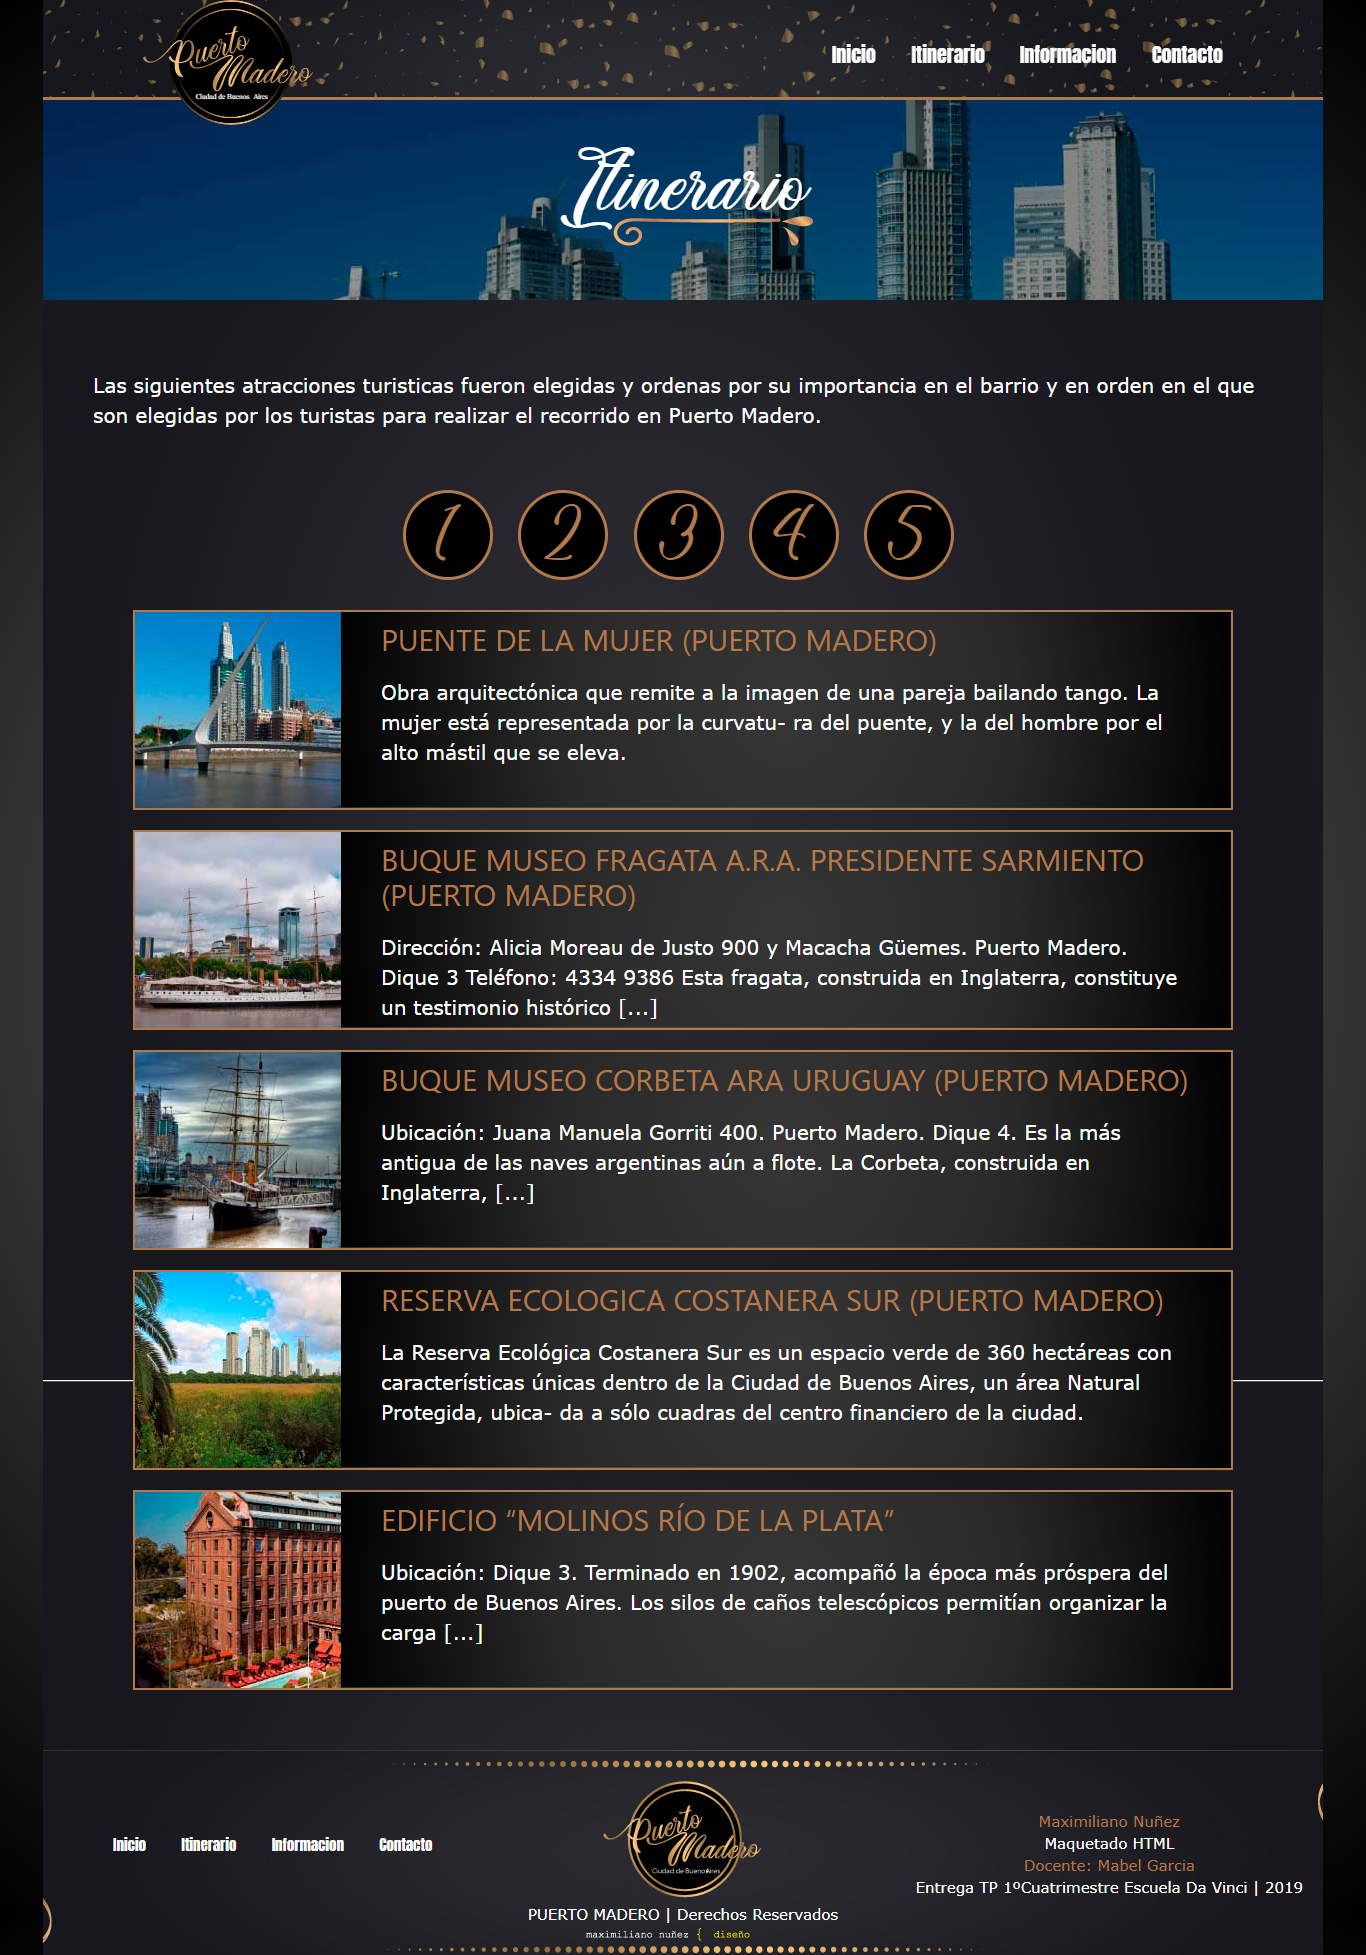 Puerto
Madero
Ciudad de Buenos Aires
Inicio Itinerario Informacion Contacto
Itinerario
Las siguientes atracciones turisticas fueron elegidas y ordenas por su importancia en el barrio y en orden en el que
son elegidas por los turistas para realizar el recorrido en Puerto Madero.
1 2 3 4 5
PUENTE DE LA MUJER (PUERTO MADERO)
Obra arquitectónica que remite a la imagen de una pareja bailando tango. La
mujer está representada por la curvatu- ra del puente, y la del hombre por el
alto mástil que se eleva.
BUQUE MUSEO FRAGATA A.R.A. PRESIDENTE SARMIENTO
(PUERTO MADERO)
Dirección: Alicia Moreau de Justo 900 y Macacha Güemes. Puerto Madero.
Dique 3 Teléfono: 4334 9386 Esta fragata, construida en Inglaterra, constituye
un testimonio histórico [...]
BUQUE MUSEO CORBETA ARA URUGUAY (PUERTO MADERO)
Ubicación: Juana Manuela Gorriti 400. Puerto Madero. Dique 4. Es la más
antigua de las naves argentinas aún a flote. La Corbeta, construida en
Inglaterra, [...]
RESERVA ECOLOGICA COSTANERA SUR (PUERTO MADERO)
La Reserva Ecológica Costanera Sur es un espacio verde de 360 hectáreas con
características únicas dentro de la Ciudad de Buenos Aires, un área Natural
Protegida, ubica- da a sólo cuadras del centro financiero de la ciudad.
EDIFICIO “MOLINOS RÍO DE LA PLATA”
Ubicación: Dique 3. Terminado en 1902, acompañó la época más próspera del
puerto de Buenos Aires. Los silos de caños telescópicos permitían organizar la
carga [...]
Inicio Itinerario Informacion Contacto
Puerto
Madero
Ciudad de Buenos Aires
PUERTO MADERO | Derechos Reservados
maximiliano nuñez { diseño
Maximiliano Nuñez
Maquetado HTML
Docente: Mabel Garcia
Entrega TP 1ºCuatrimestre Escuela Da Vinci | 2019